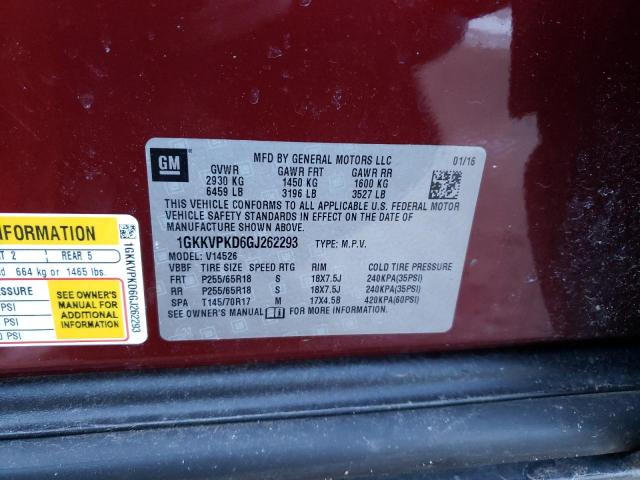 GM
MFD BY GENERAL MOTORS LLC
01/16
GVWR GAWR FRT GAWR RR
2930 KG 1450 KG 1600 KG
6459 LB 3196 LB 3527 LB
THIS VEHICLE CONFORMS TO ALL APPLICABLE U.S. FEDERAL MOTOR
VEHICLE SAFETY STANDARDS IN EFFECT ON THE DATE OF
MANUFACTURE SHOWN ABOVE.
1GKKVPKD6GJ262293 TYPE: M.P.V.
MODEL: V14526
VBBF TIRE SIZE SPEED RTG RIM COLD TIRE PRESSURE
FRT P255/65R18 S 18X7.5J 240KPA(35PSI)
RR P255/65R18 S 18X7.5J 240KPA(35PSI)
SPA T145/70R17 M 17X4.5B 420KPA(60PSI)
SEE OWNER'S MANUAL FOR MORE INFORMATION.
INFORMATION
2 REAR 5
664 kg or 1465 lbs.
SEE OWNER'S
MANUAL FOR
ADDITIONAL
INFORMATION
PSI
PSI
PSI
1GKKVPKD6GJ262293